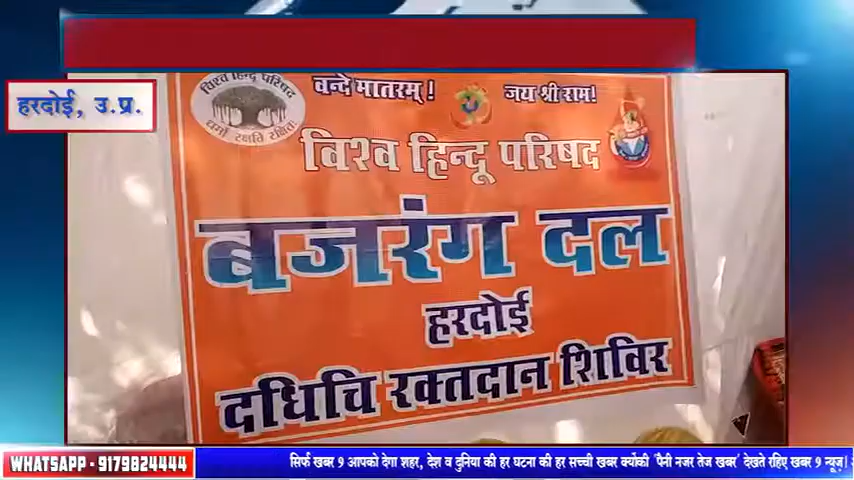 हरदोई, उ.प्र.
विश्व हिन्दू परिषद
धर्मो रक्षति रक्षितः
वन्दे मातरम् !
जय श्री राम!
विश्व हिन्दू परिषद
बजरंग दल
हरदोई
दधिचि रक्तदान शिविर
WHATSAPP - 9179824444
सिर्फ खबर 9 आपको देगा शहर, देश व दुनिया की हर घटना की हर सच्ची खबर क्योंकी 'पैनी नजर तेज खबर' देखते रहिए खबर 9 न्यूज़!